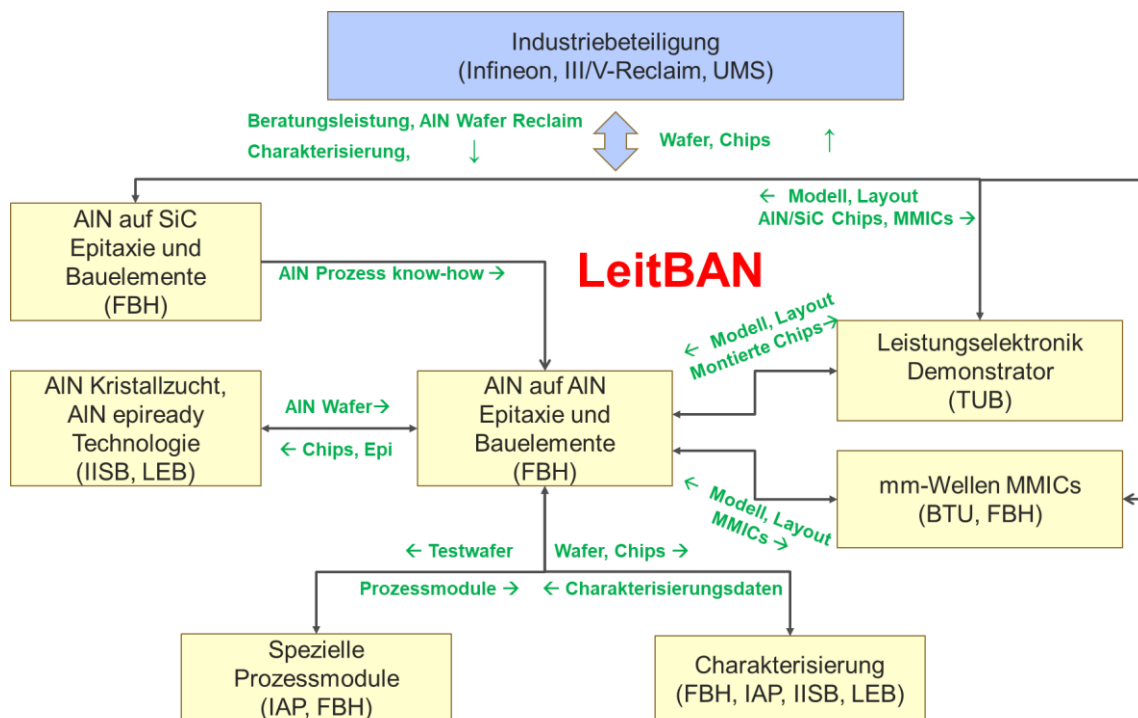 Industriebeteiligung
(Infineon, III/V-Reclaim, UMS)
Beratungsleistung, AlN Wafer Reclaim
Charakterisierung, ↓
Wafer, Chips ↑
← Modell, Layout
AlN/SiC Chips, MMICs →
AlN auf SiC
Epitaxie und
Bauelemente
(FBH)
AlN Prozess know-how →
LeitBAN
← Modell, Layout
Montierte Chips→
Leistungselektronik
Demonstrator
(TUB)
AlN Kristallzucht,
AlN epiready
Technologie
(IISB, LEB)
AlN Wafer→
← Chips, Epi
AlN auf AlN
Epitaxie und
Bauelemente
(FBH)
← Modell, Layout
MMICs →
mm-Wellen MMICs
(BTU, FBH)
← Testwafer
Wafer, Chips →
Prozessmodule →
← Charakterisierungsdaten
Spezielle
Prozessmodule
(IAP, FBH)
Charakterisierung
(FBH, IAP, IISB, LEB)